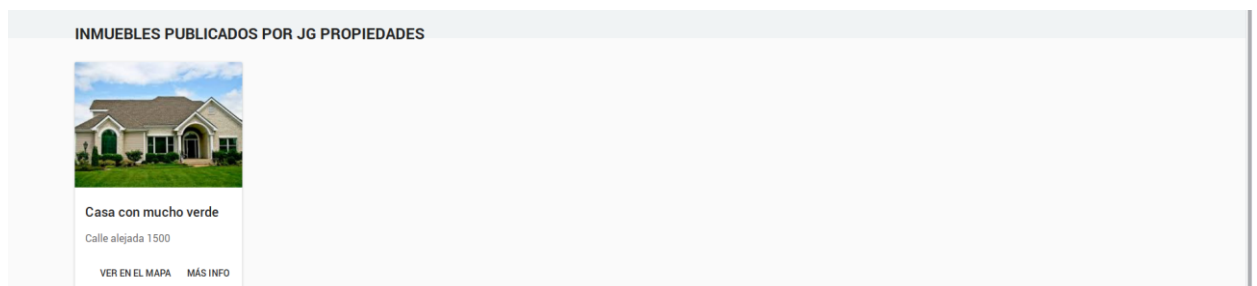 INMUEBLES PUBLICADOS POR JG PROPIEDADES
Casa con mucho verde
Calle alejada 1500
VER EN EL MAPA MÁS INFO